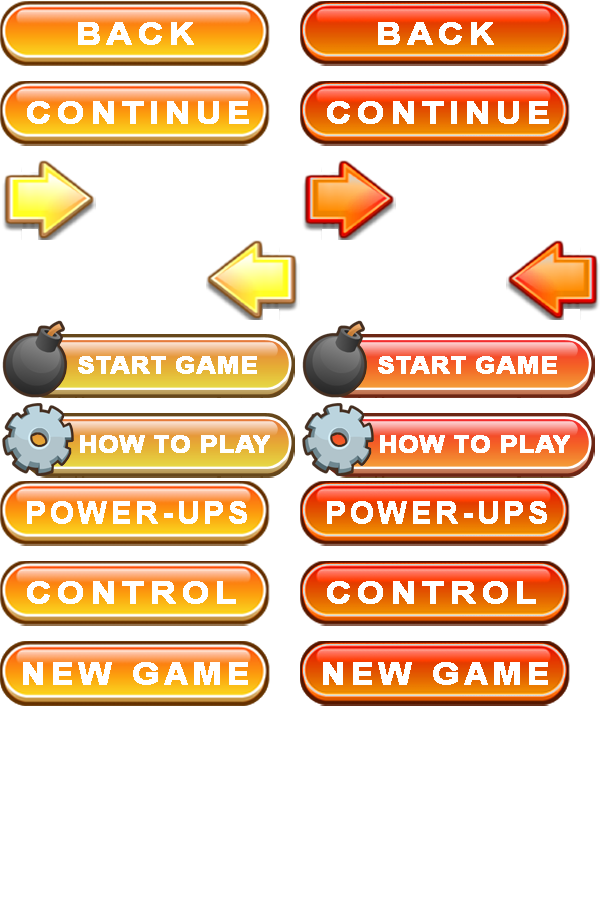 BACK BACK
CONTINUE CONTINUE
START GAME START GAME
HOW TO PLAY HOW TO PLAY
POWER-UPS POWER-UPS
CONTROL CONTROL
NEW GAME NEW GAME